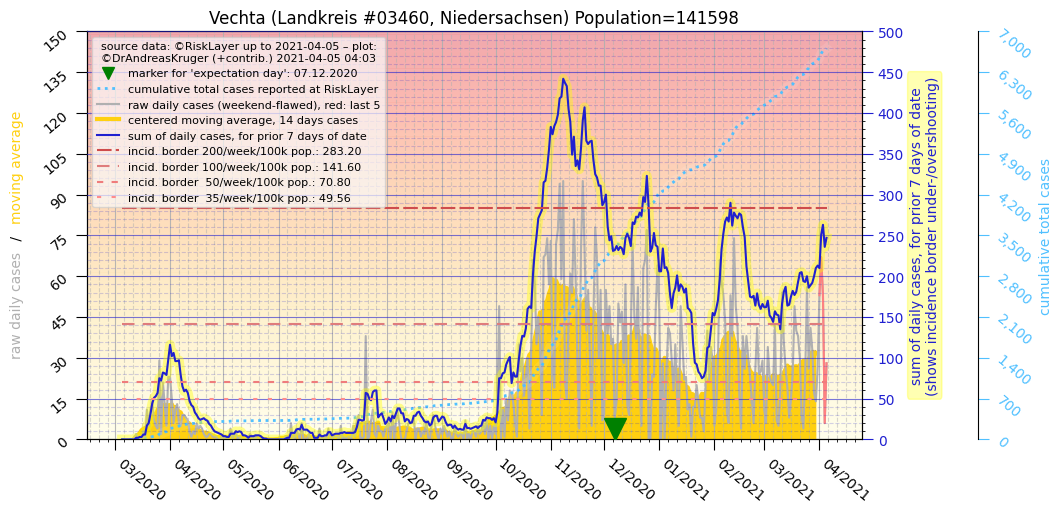 Vechta (Landkreis #03460, Niedersachsen) Population=141598
source data: ©RiskLayer up to 2021-04-05 – plot:
©DrAndreasKruger (+contrib.) 2021-04-05 04:03
marker for 'expectation day': 07.12.2020
cumulative total cases reported at RiskLayer
raw daily cases (weekend-flawed), red: last 5
centered moving average, 14 days cases
sum of daily cases, for prior 7 days of date
incid. border 200/week/100k pop.: 283.20
incid. border 100/week/100k pop.: 141.60
incid. border  50/week/100k pop.: 70.80
incid. border  35/week/100k pop.: 49.56
raw daily cases / moving average
150
135
120
105
90
75
60
45
30
15
0
03/2020
04/2020
05/2020
06/2020
07/2020
08/2020
09/2020
10/2020
11/2020
12/2020
01/2021
02/2021
03/2021
04/2021
500
450
400
350
300
250
200
150
100
50
0
sum of daily cases, for prior 7 days of date
(shows incidence border under-/overshooting)
7,000
6,300
5,600
4,900
4,200
3,500
2,800
2,100
1,400
700
0
cumulative total cases